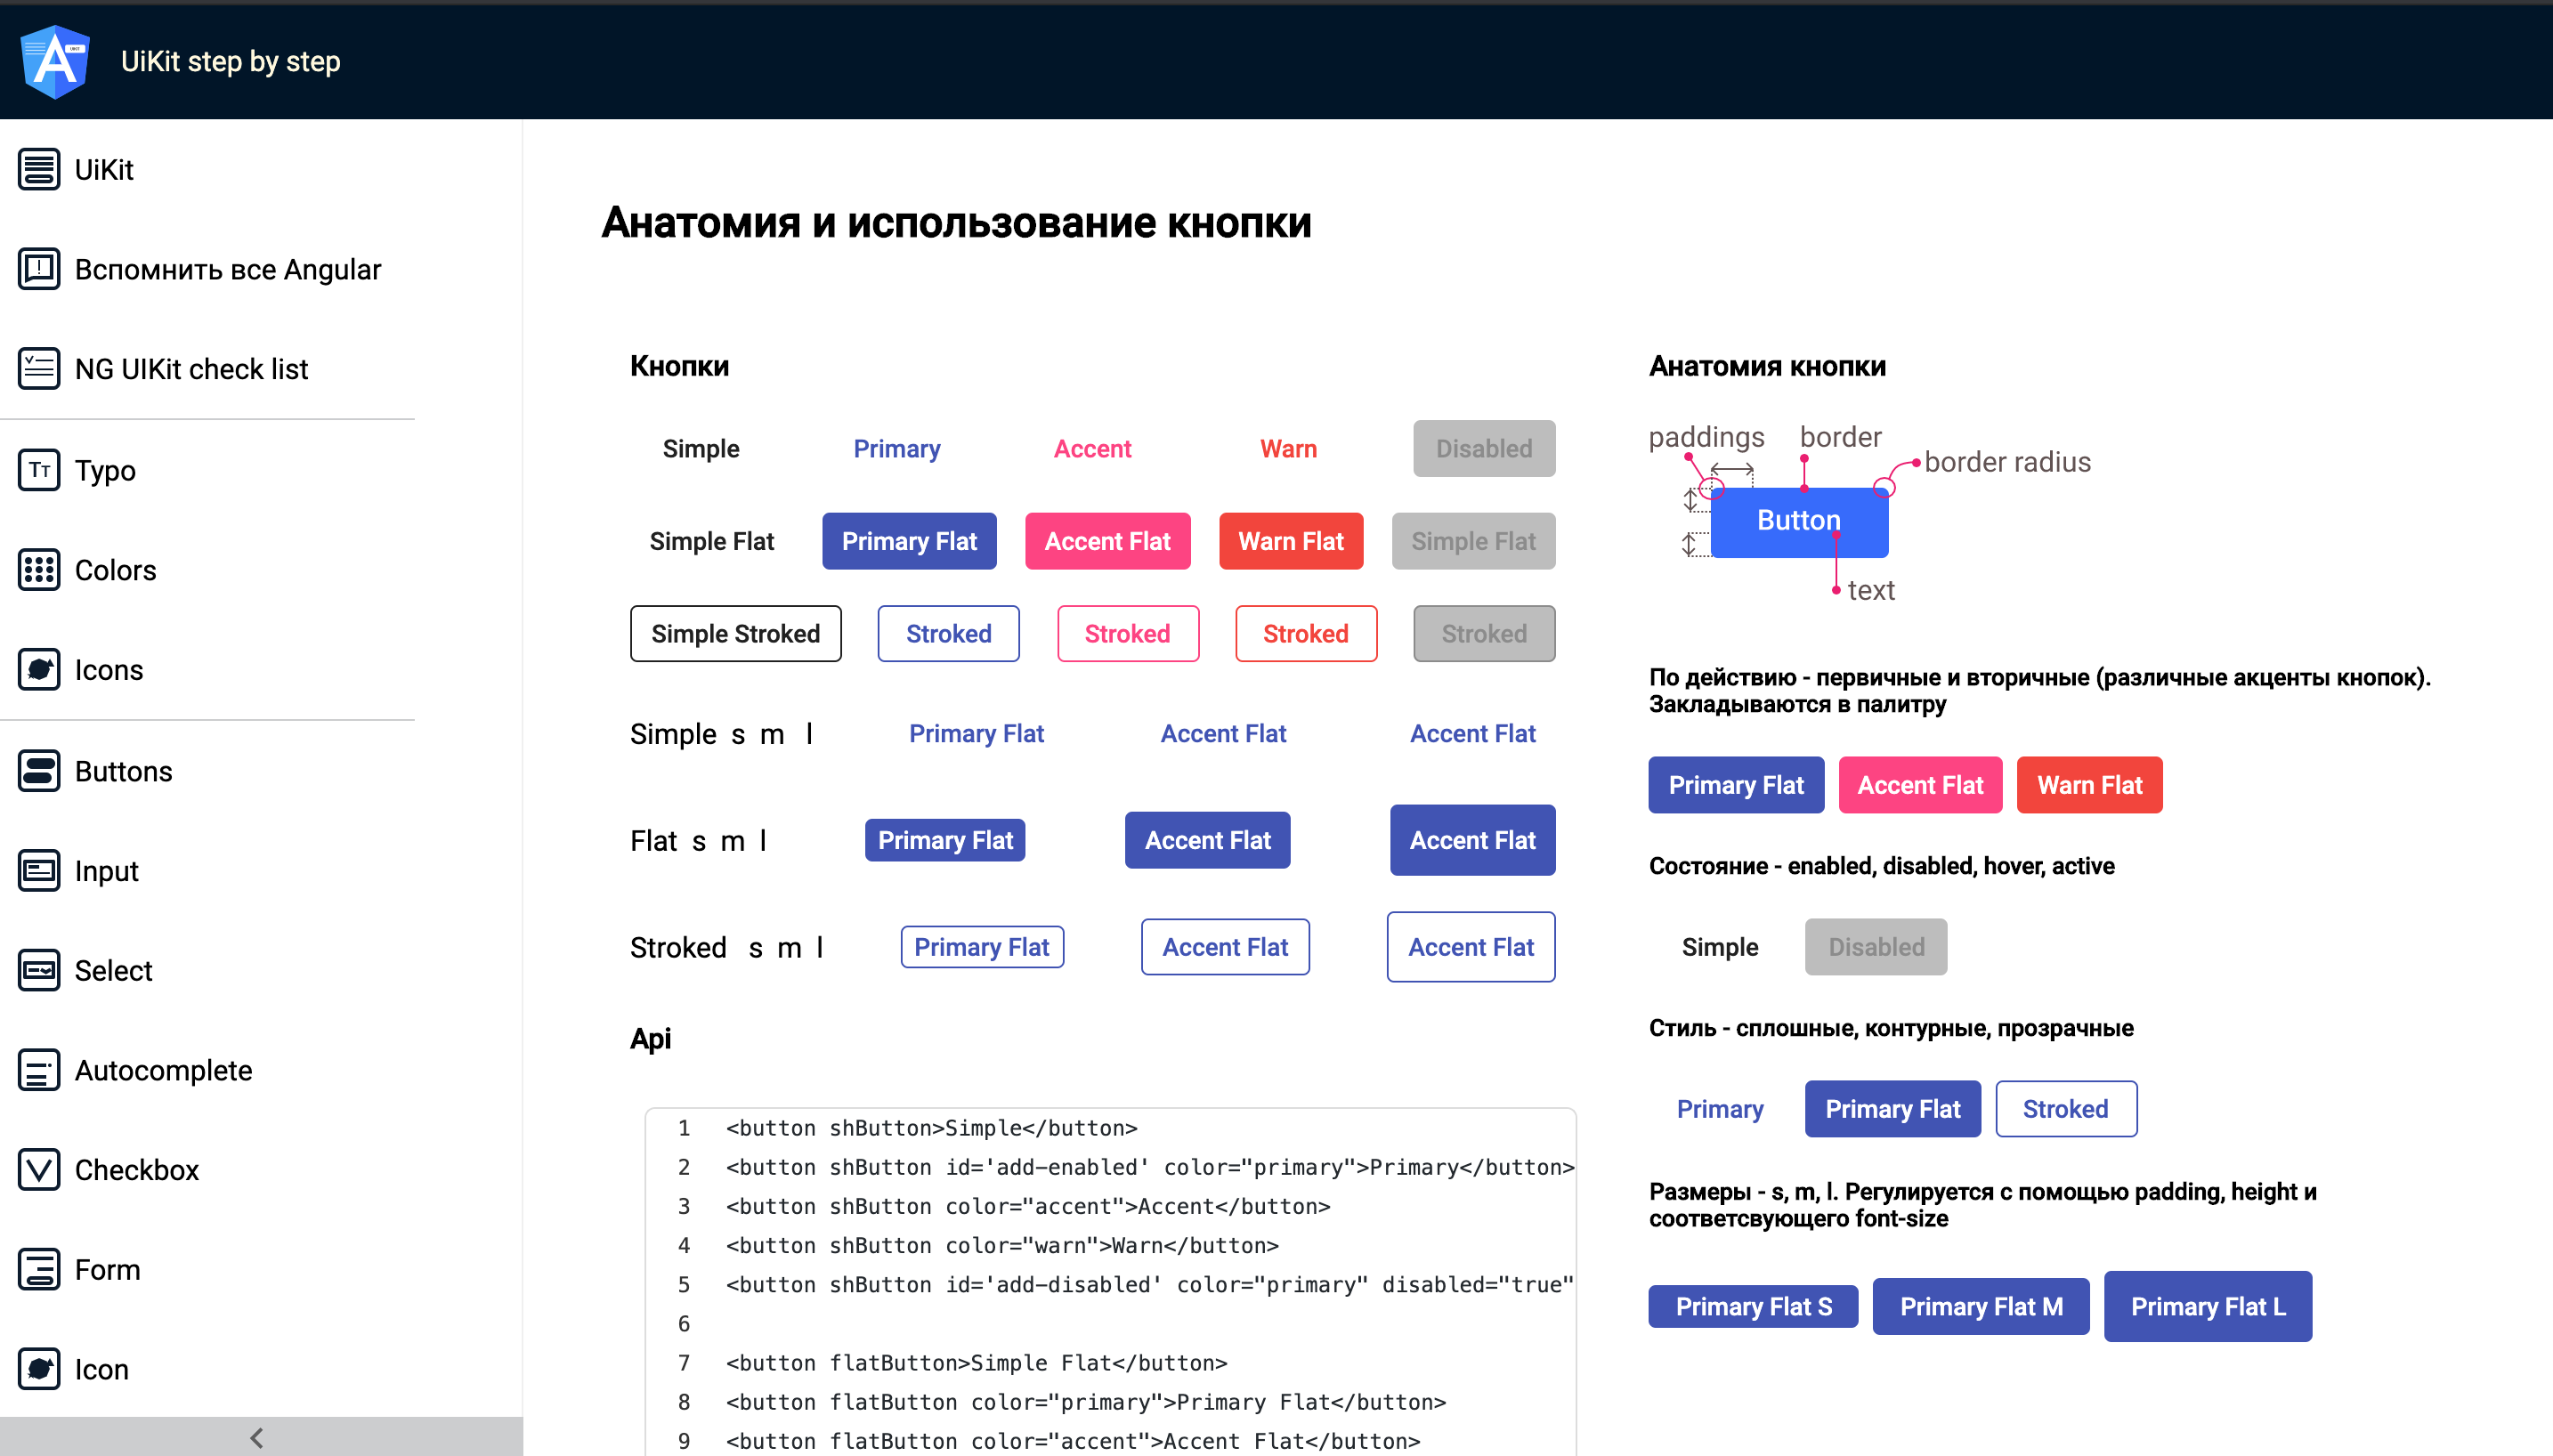 UiKit step by step
UiKit
Вспомнить все Angular
NG UIKit check list
Typo
Colors
Icons
Buttons
Input
Select
Autocomplete
Checkbox
Form
Icon
Анатомия и использование кнопки
Кнопки
Simple Primary Accent Warn Disabled
Simple Flat Primary Flat Accent Flat Warn Flat Simple Flat
Simple Stroked Stroked Stroked Stroked Stroked
Simple s m l Primary Flat Accent Flat Accent Flat
Flat s m l Primary Flat Accent Flat Accent Flat
Stroked s m l Primary Flat Accent Flat Accent Flat
Api
1 <button shButton>Simple</button>
2 <button shButton id='add-enabled' color="primary">Primary</button>
3 <button shButton color="accent">Accent</button>
4 <button shButton color="warn">Warn</button>
5 <button shButton id='add-disabled' color="primary" disabled="true"
6
7 <button flatButton>Simple Flat</button>
8 <button flatButton color="primary">Primary Flat</button>
9 <button flatButton color="accent">Accent Flat</button>
Анатомия кнопки
paddings border
border radius
Button
text
По действию - первичные и вторичные (различные акценты кнопок).
Закладываются в палитру
Primary Flat Accent Flat Warn Flat
Состояние - enabled, disabled, hover, active
Simple Disabled
Стиль - сплошные, контурные, прозрачные
Primary Primary Flat Stroked
Размеры - s, m, l. Регулируется с помощью padding, height и
соответсвующего font-size
Primary Flat S Primary Flat M Primary Flat L